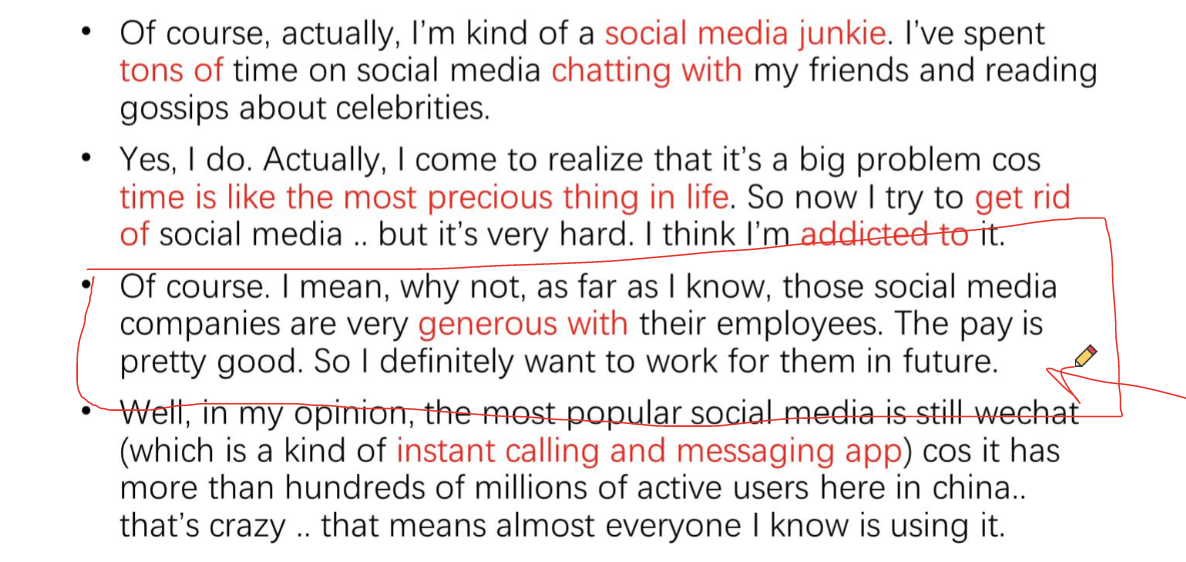 • Of course, actually, I'm kind of a social media junkie. I've spent
tons of time on social media chatting with my friends and reading
gossips about celebrities.
• Yes, I do. Actually, I come to realize that it's a big problem cos
time is like the most precious thing in life. So now I try to get rid
of social media .. but it's very hard. I think I'm addicted to it.
• Of course. I mean, why not, as far as I know, those social media
companies are very generous with their employees. The pay is
pretty good. So I definitely want to work for them in future.
• Well, in my opinion, the most popular social media is still wechat
(which is a kind of instant calling and messaging app) cos it has
more than hundreds of millions of active users here in china..
that's crazy .. that means almost everyone I know is using it.